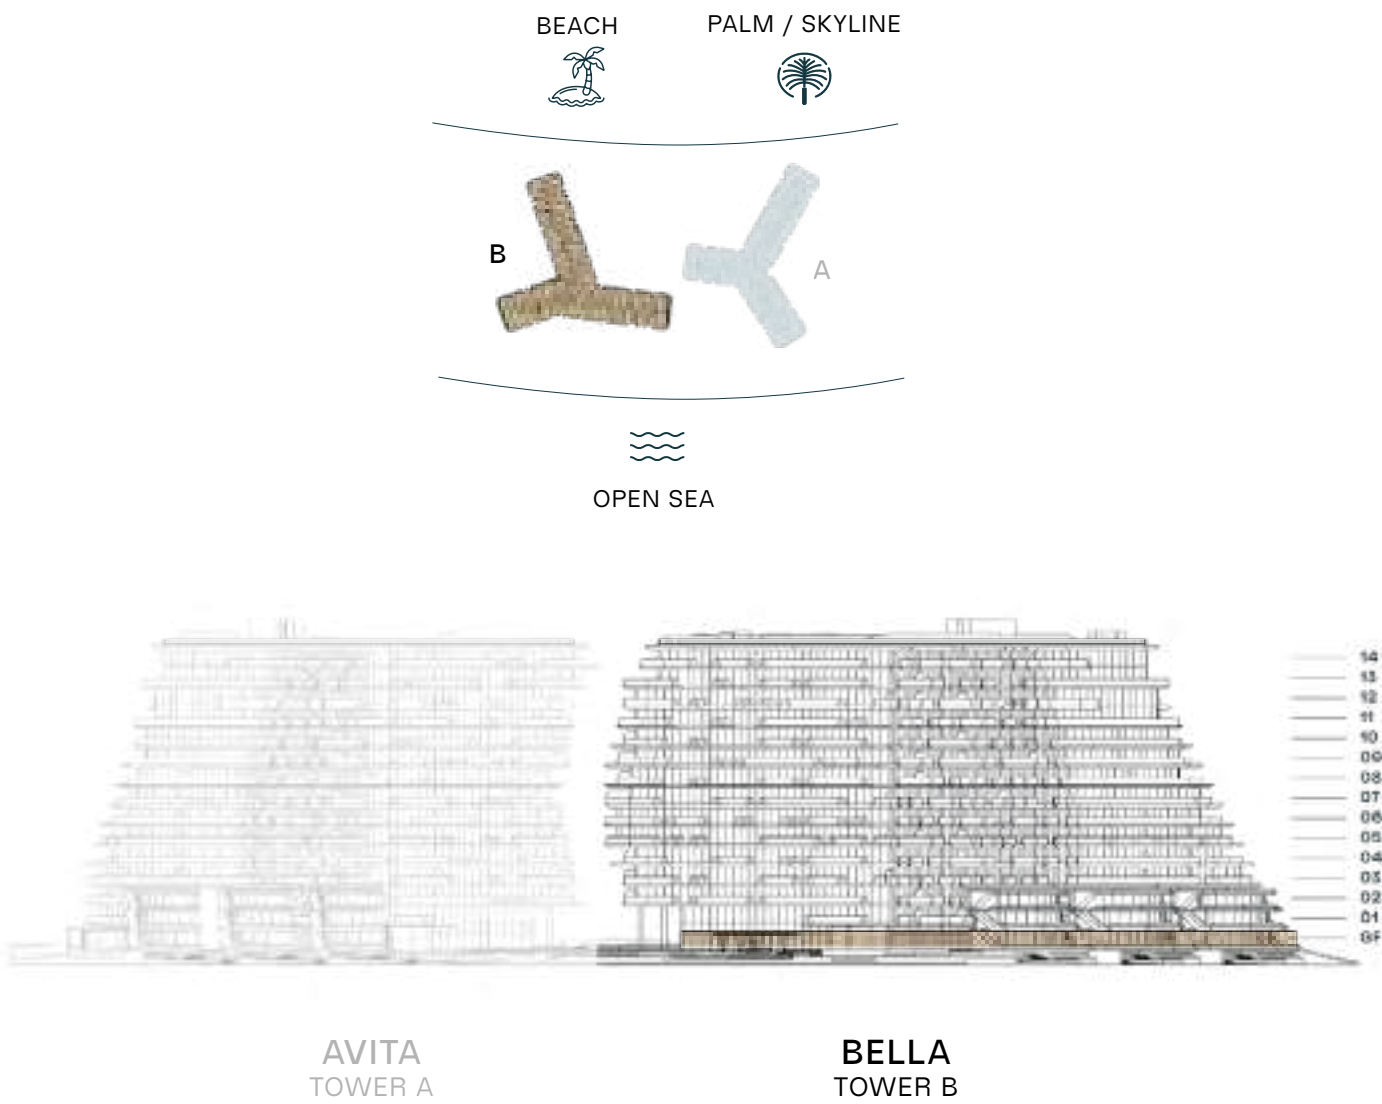 BEACH
PALM / SKYLINE
B
A
OPEN SEA
14
13
12
11
10
09
08
07
06
05
04
03
02
01
GF
AVITA
TOWER A
BELLA
TOWER B